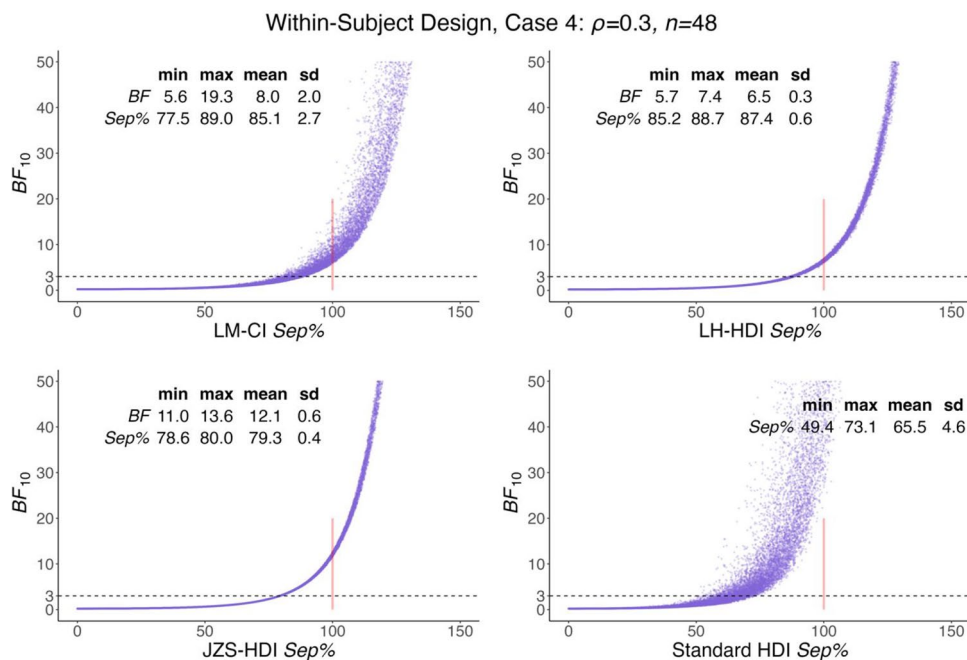 Within-Subject Design, Case 4: ρ=0.3, n=48
50
40
30
20
10
3
0
BF10
min max mean sd
BF 5.6 19.3 8.0 2.0
Sep% 77.5 89.0 85.1 2.7
0 50 100 150
LM-CI Sep%
50
40
30
20
10
3
0
BF10
min max mean sd
BF 5.7 7.4 6.5 0.3
Sep% 85.2 88.7 87.4 0.6
0 50 100 150
LH-HDI Sep%
50
40
30
20
10
3
0
BF10
min max mean sd
BF 11.0 13.6 12.1 0.6
Sep% 78.6 80.0 79.3 0.4
0 50 100 150
JZS-HDI Sep%
50
40
30
20
10
3
0
BF10
min max mean sd
Sep% 49.4 73.1 65.5 4.6
0 50 100 150
Standard HDI Sep%